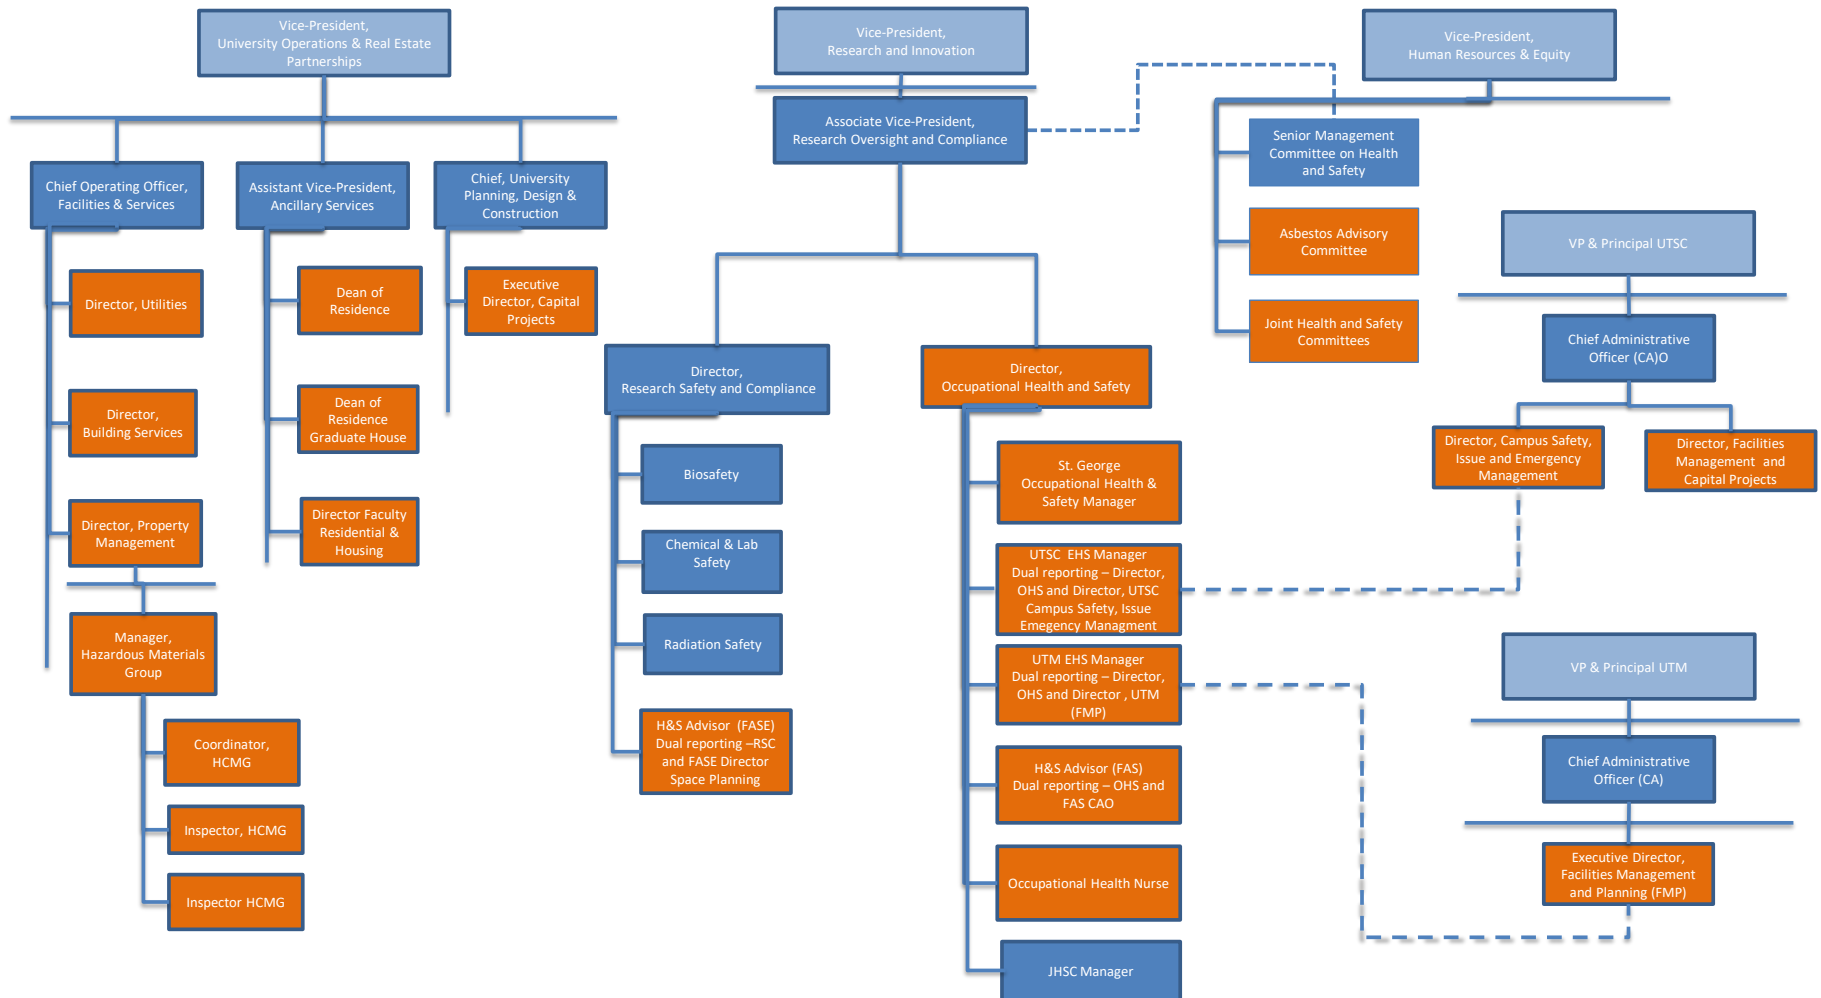 Vice-President,
University Operations & Real Estate
Partnerships
Chief Operating Officer,
Facilities & Services
Director, Utilities
Director,
Building Services
Director, Property
Management
Manager,
Hazardous Materials
Group
Coordinator,
HCMG
Inspector, HCMG
Inspector HCMG
Assistant Vice-President,
Ancillary Services
Dean of
Residence
Dean of
Residence
Graduate House
Director Faculty
Residential &
Housing
Chief, University
Planning, Design &
Construction
Executive
Director, Capital
Projects
Vice-President,
Research and Innovation
Associate Vice-President,
Research Oversight and Compliance
Director,
Research Safety and Compliance
Biosafety
Chemical & Lab
Safety
Radiation Safety
H&S Advisor (FASE)
Dual reporting –RSC
and FASE Director
Space Planning
Director,
Occupational Health and Safety
St. George
Occupational Health &
Safety Manager
UTSC EHS Manager
Dual reporting – Director,
OHS and Director, UTSC
Campus Safety, Issue
Emegency Managment
UTM EHS Manager
Dual reporting – Director,
OHS and Director , UTM
(FMP)
H&S Advisor (FAS)
Dual reporting – OHS and
FAS CAO
Occupational Health Nurse
JHSC Manager
Vice-President,
Human Resources & Equity
Senior Management
Committee on Health
and Safety
Asbestos Advisory
Committee
Joint Health and Safety
Committees
VP & Principal UTSC
Chief Administrative
Officer (CA)O
Director, Campus Safety,
Issue and Emergency
Management
Director, Facilities
Management and
Capital Projects
VP & Principal UTM
Chief Administrative
Officer (CA)
Executive Director,
Facilities Management
and Planning (FMP)